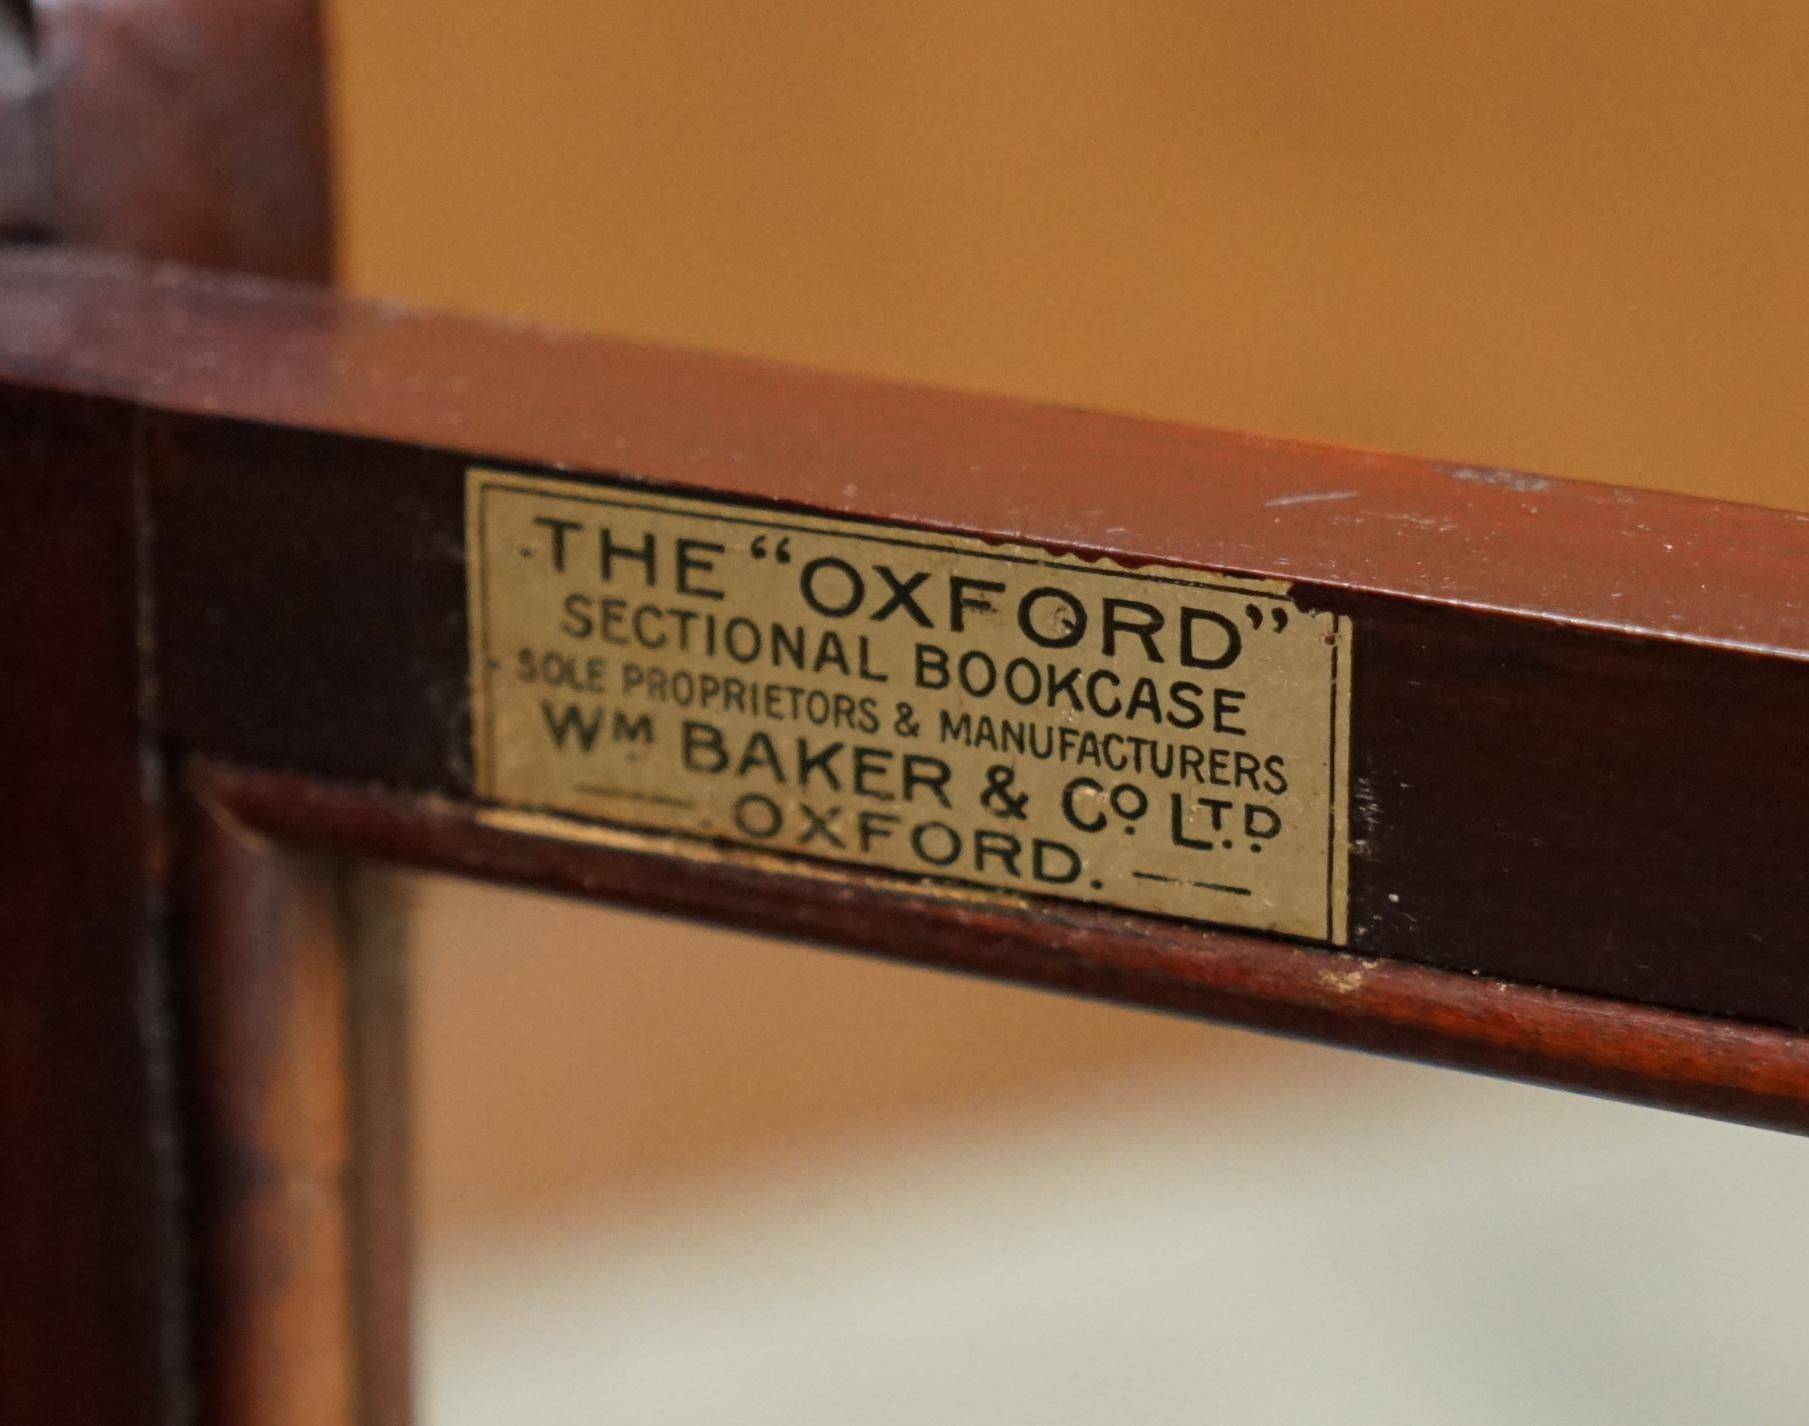 THE “OXFORD”
SECTIONAL BOOKCASE
SOLE PROPRIETORS & MANUFACTURERS
WM BAKER & CO LTD
OXFORD.